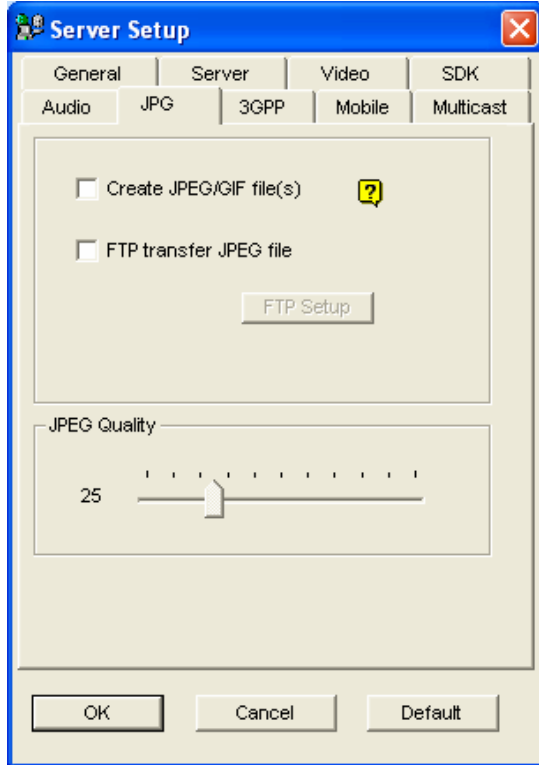 Server Setup
General Server Video SDK
Audio JPG 3GPP Mobile Multicast
Create JPEG/GIF file(s) ?
FTP transfer JPEG file
FTP Setup
JPEG Quality
25
OK Cancel Default